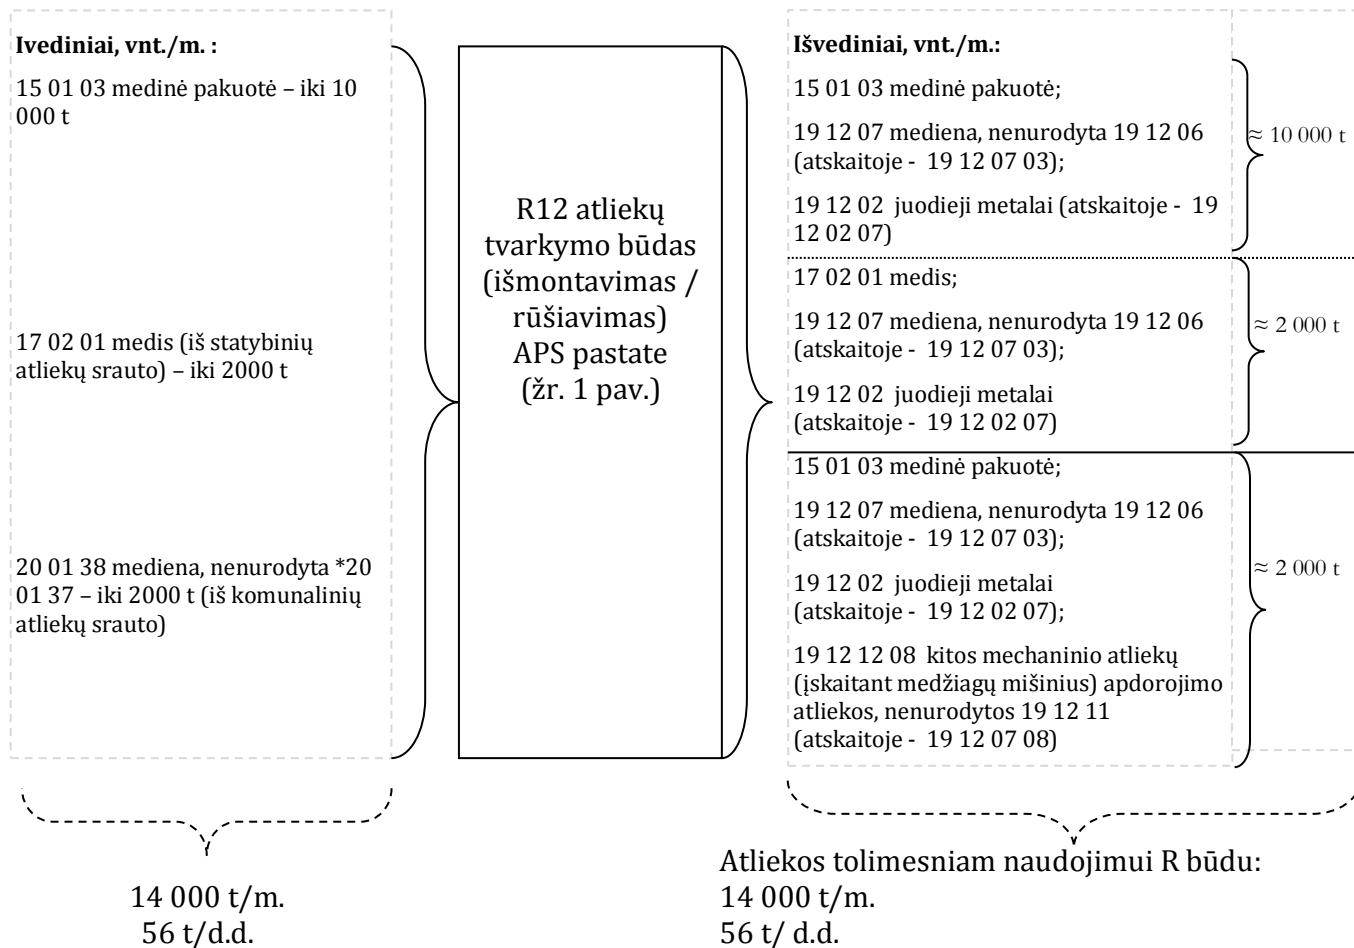 Ivediniai, vnt./m. :
15 01 03 medinė pakuotė – iki 10
000 t
17 02 01 medis (iš statybinių
atliekų srauto) – iki 2000 t
20 01 38 mediena, nenurodyta *20
01 37 – iki 2000 t (iš komunalinių
atliekų srauto)
14 000 t/m.
56 t/d.d.
R12 atliekų
tvarkymo būdas
(išmontavimas /
rūšiavimas)
APS pastate
(žr. 1 pav.)
Išvediniai, vnt./m.:
15 01 03 medinė pakuotė;
19 12 07 mediena, nenurodyta 19 12 06
(atskaitoje -  19 12 07 03);
19 12 02  juodieji metalai (atskaitoje -  19
12 02 07)
≈ 10 000 t
17 02 01 medis;
19 12 07 mediena, nenurodyta 19 12 06
(atskaitoje -  19 12 07 03);
19 12 02  juodieji metalai
(atskaitoje -  19 12 02 07)
≈ 2 000 t
15 01 03 medinė pakuotė;
19 12 07 mediena, nenurodyta 19 12 06
(atskaitoje -  19 12 07 03);
19 12 02  juodieji metalai
(atskaitoje -  19 12 02 07);
19 12 12 08  kitos mechaninio atliekų
(įskaitant medžiagų mišinius) apdorojimo
atliekos, nenurodytos 19 12 11
(atskaitoje -  19 12 07 08)
≈ 2 000 t
Atliekos tolimesniam naudojimui R būdu:
14 000 t/m.
56 t/ d.d.